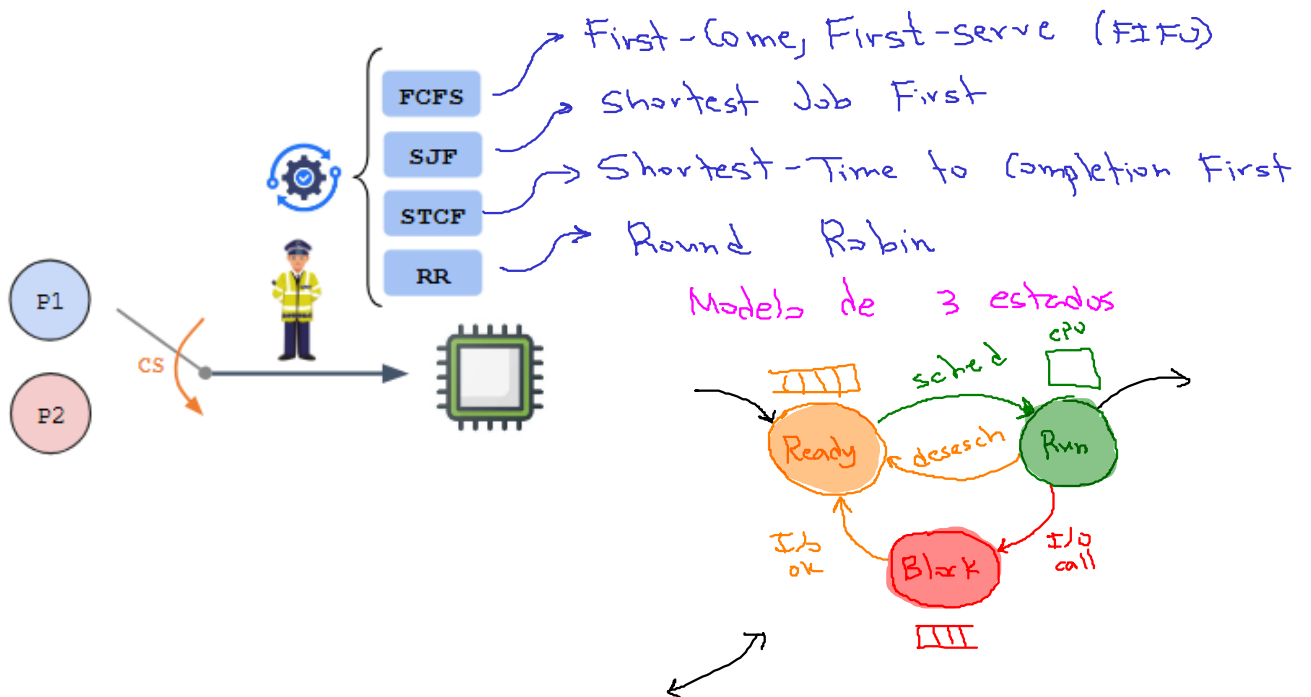 First-Come, First-serve (FIFO)
FCFS
Shortest Job First
SJF
Shortest-Time to Completion First
STCF
Round Robin
RR
P1
CS
P2
Modelo de 3 estados
CPU
sched
Ready
desesch
Run
I/O
ok
Block
I/O
call